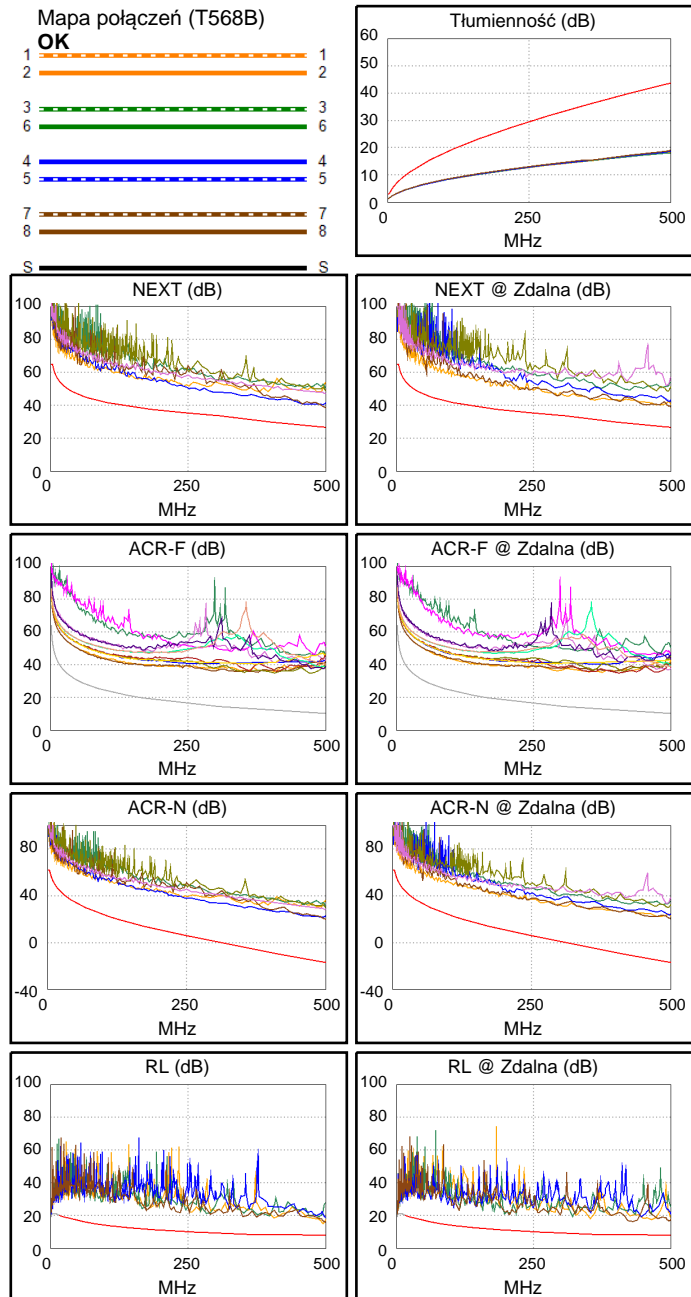 Mapa połączeń (T568B)
OK
1 1
2 2
3 3
6 6
4 4
5 5
7 7
8 8
S S
Tłumienność (dB)
60
50
40
30
20
10
0
250 500
MHz
NEXT (dB)
100
80
60
40
20
0
0 250 500
MHz
NEXT @ Zdalna (dB)
100
80
60
40
20
0
0 250 500
MHz
ACR-F (dB)
100
80
60
40
20
0
0 250 500
MHz
ACR-F @ Zdalna (dB)
100
80
60
40
20
0
0 250 500
MHz
ACR-N (dB)
80
40
0
-40
0 250 500
MHz
ACR-N @ Zdalna (dB)
80
40
0
-40
0 250 500
MHz
RL (dB)
100
80
60
40
20
0
0 250 500
MHz
RL @ Zdalna (dB)
100
80
60
40
20
0
0 250 500
MHz